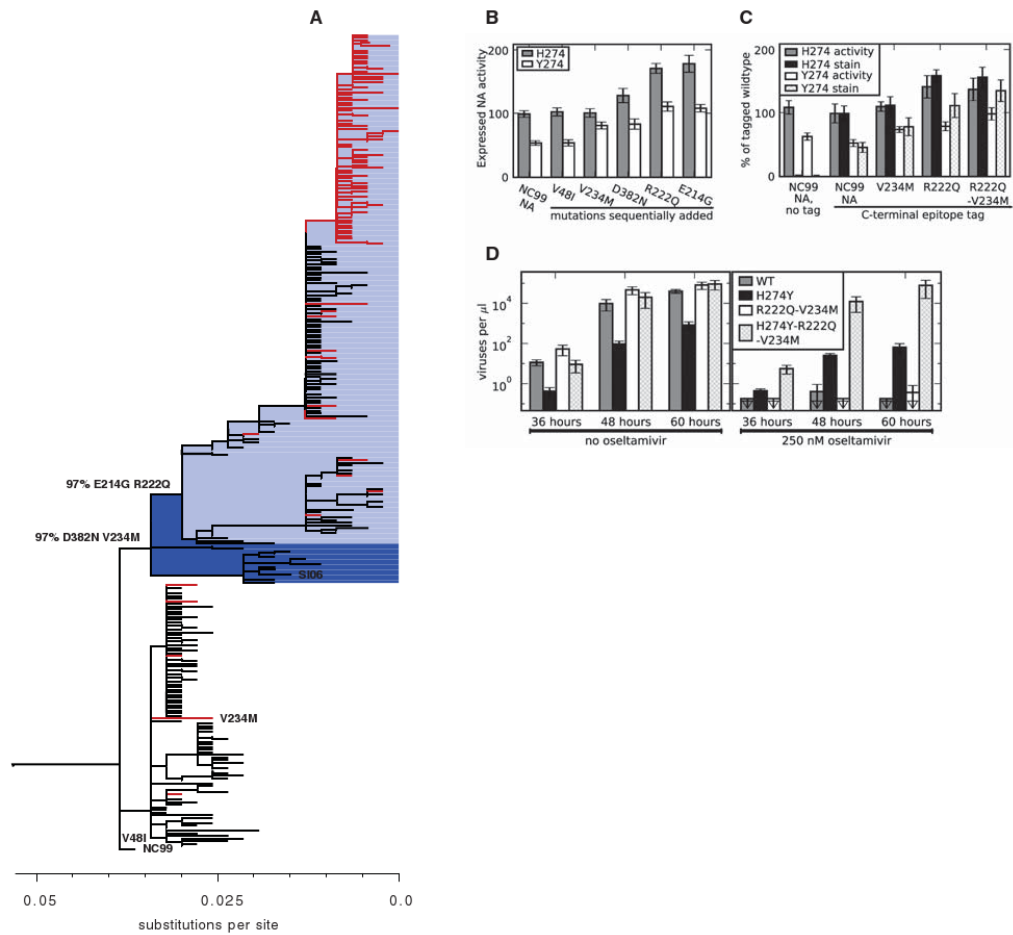 A
97% E214G R222Q
97% D382N V234M
SI06
V234M
V48I
NC99
0.05
0.025
0.0
substitutions per site
B
Expressed NA activity
200
100
0
H274
Y274
NC99
NA
V48I
V234M
D382N
R222Q
E214G
mutations sequentially added
C
% of tagged wildtype
200
100
0
H274 activity
H274 stain
Y274 activity
Y274 stain
NC99
NA,
no tag
NC99
NA
V234M
R222Q
R222Q
-V234M
C-terminal epitope tag
D
viruses per μl
10^4
10^2
10^0
WT
H274Y
R222Q-V234M
H274Y-R222Q
-V234M
36 hours
48 hours
60 hours
no oseltamivir
36 hours
48 hours
60 hours
250 nM oseltamivir